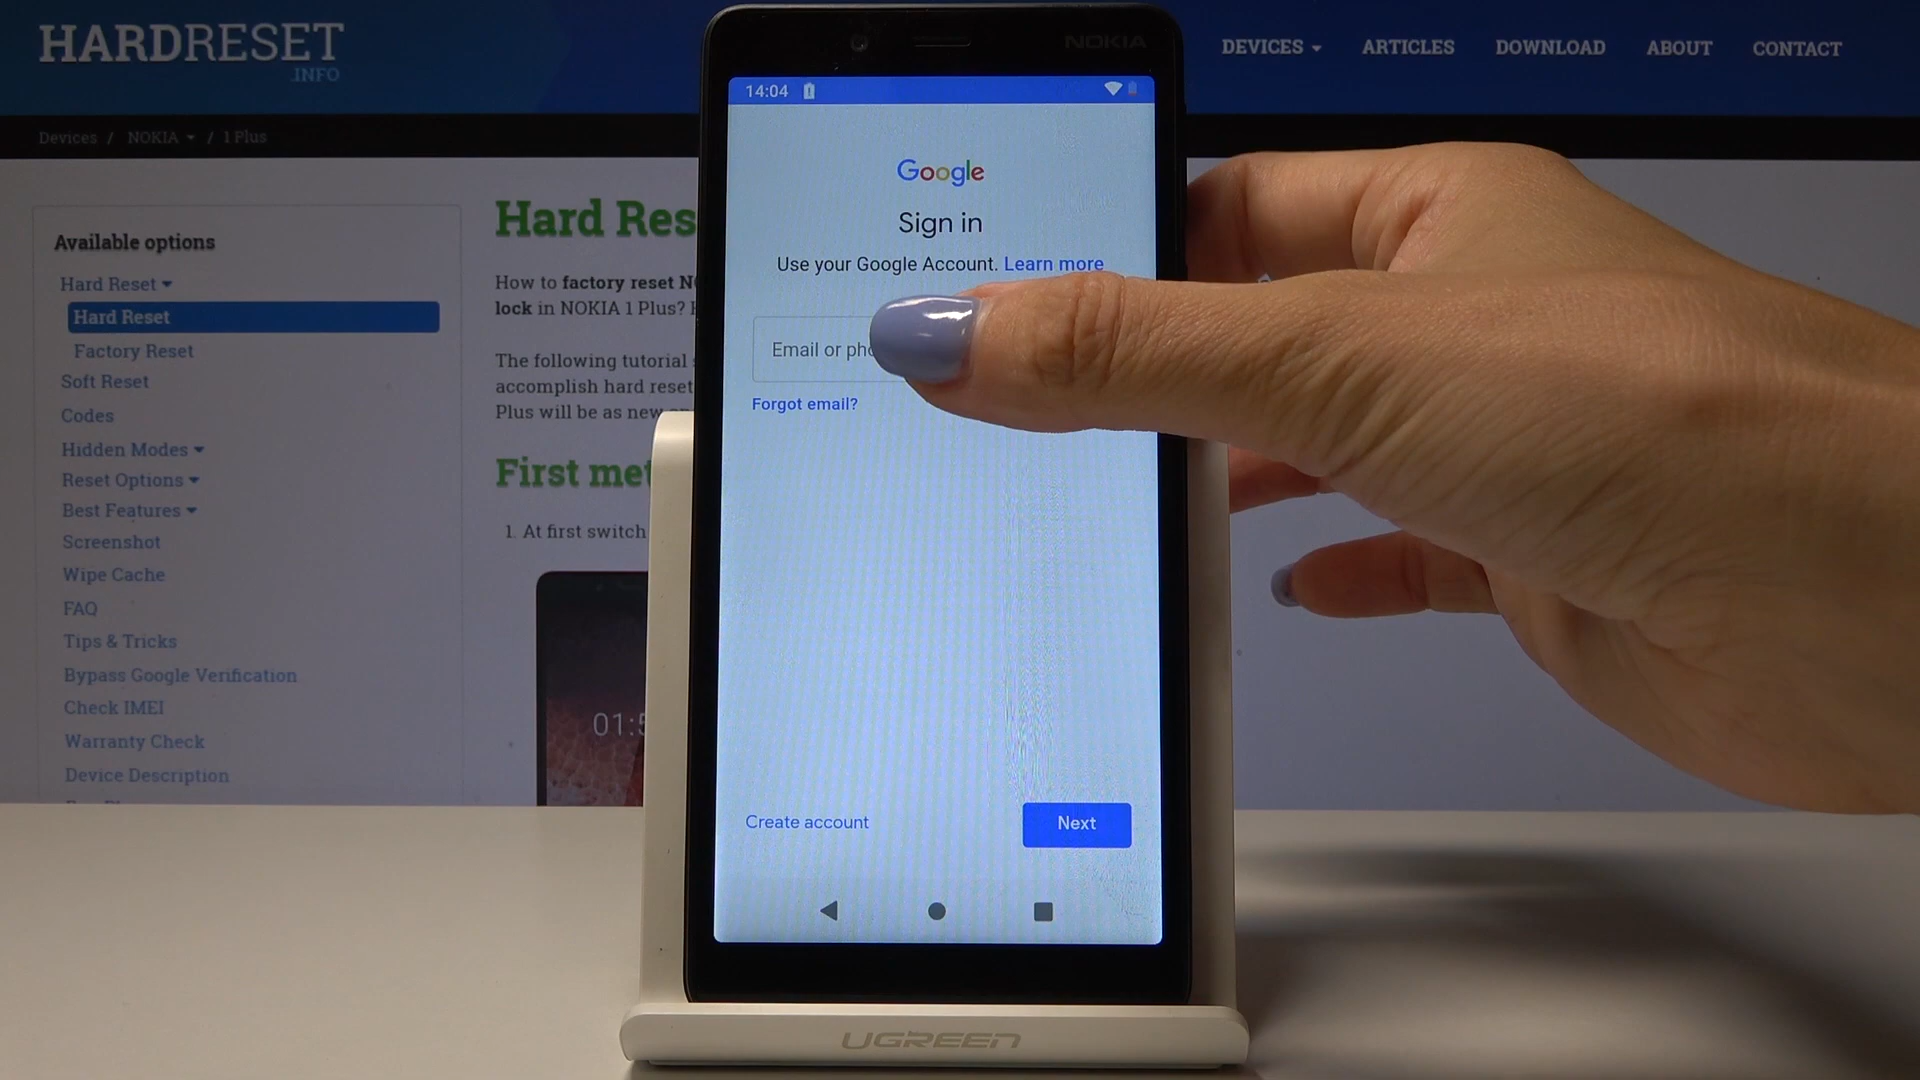 HARDRESET
.INFO
DEVICES
ARTICLES
DOWNLOAD
ABOUT
CONTACT
Devices / NOKIA / 1 Plus
Available options
Hard Reset
Hard Reset
Factory Reset
Soft Reset
Codes
Hidden Modes
Reset Options
Best Features
Screenshot
Wipe Cache
FAQ
Tips & Tricks
Bypass Google Verification
Check IMEI
Warranty Check
Device Description
Hard Res
How to factory reset N
lock in NOKIA 1 Plus?
The following tutorial
accomplish hard reset
Plus will be as new
First met
1. At first switch
01:5
NOKIA
14:04
Google
Sign in
Use your Google Account. Learn more
Email or pho
Forgot email?
Create account
Next
UGREEN